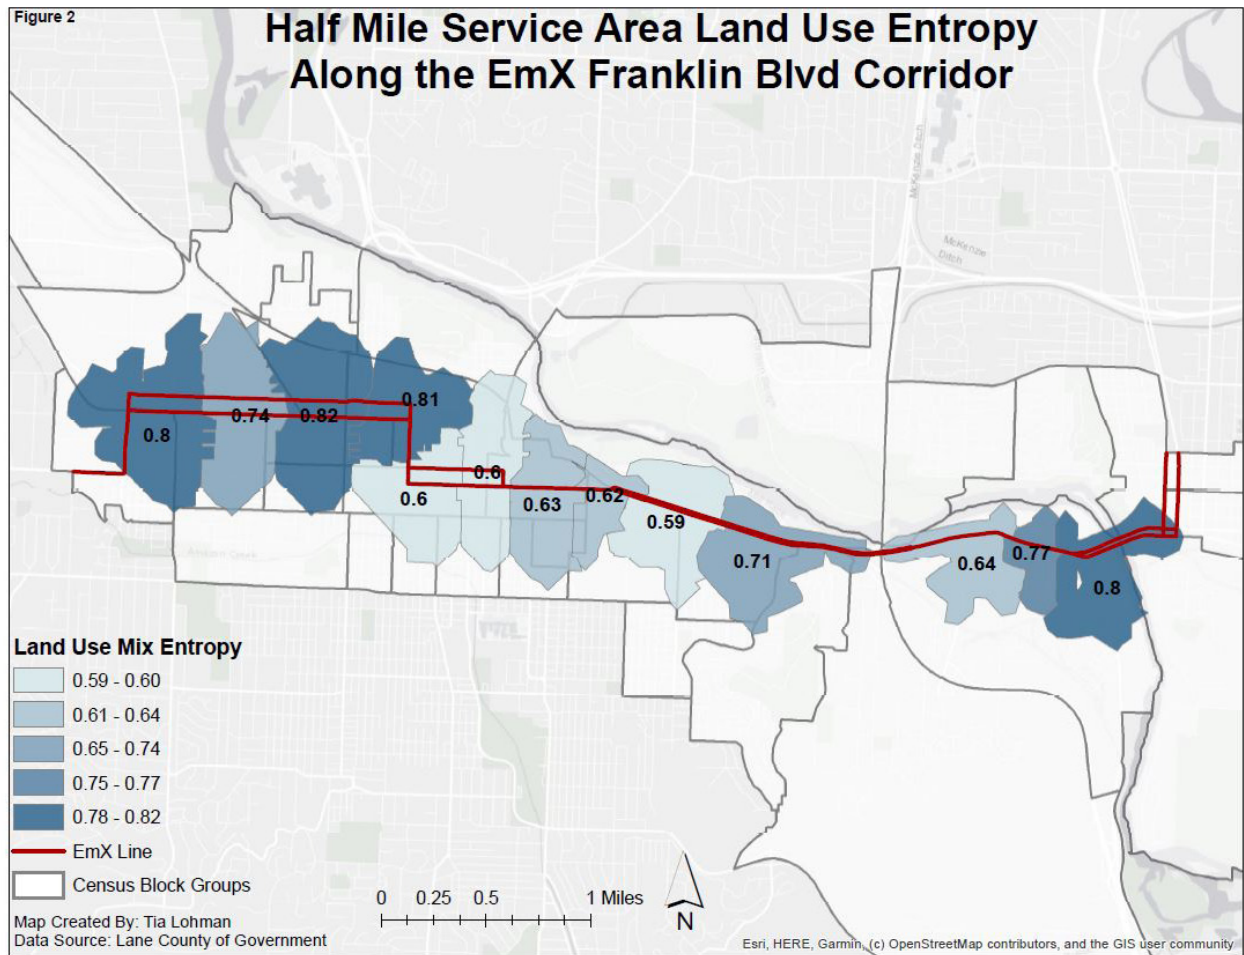 Figure 2
Half Mile Service Area Land Use Entropy
Along the EmX Franklin Blvd Corridor
McKenzie Ditch
McKenzie
Ditch
0.8
0.74
0.82
0.81
0.6
0.6
0.63
0.62
0.59
0.71
0.64
0.77
0.8
Land Use Mix Entropy
0.59 - 0.60
0.61 - 0.64
0.65 - 0.74
0.75 - 0.77
0.78 - 0.82
EmX Line
Census Block Groups
Map Created By: Tia Lohman
Data Source: Lane County of Government
0 0.25 0.5 1 Miles
N
Esri, HERE, Garmin, (c) OpenStreetMap contributors, and the GIS user community